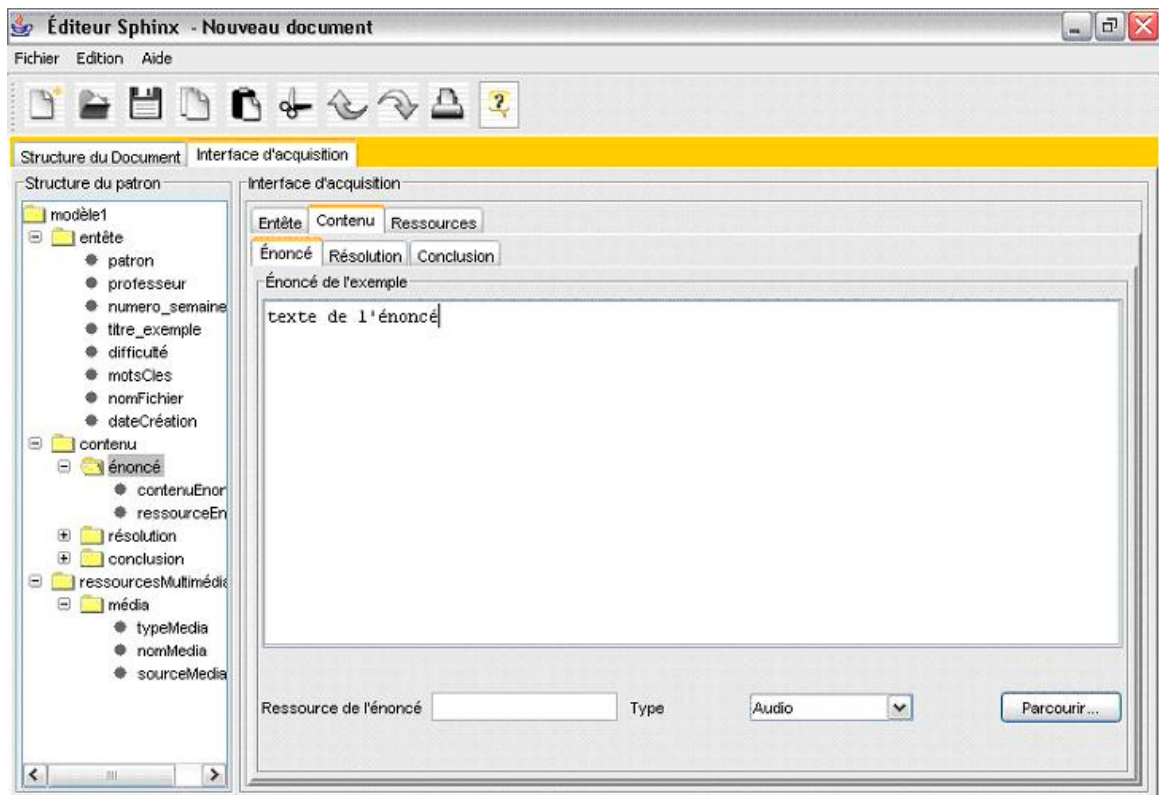 Éditeur Sphinx - Nouveau document
Fichier Edition Aide
Structure du Document Interface d'acquisition
Structure du patron
modèle1
entête
patron
professeur
numero_semaine
titre_exemple
difficulté
motsCles
nomFichier
dateCréation
contenu
énoncé
contenuEnon
ressourceEn
résolution
conclusion
ressourcesMultimédia
média
typeMedia
nomMedia
sourceMedia
Interface d'acquisition
Entête Contenu Ressources
Énoncé Résolution Conclusion
Énoncé de l'exemple
texte de l'énoncé
Ressource de l'énoncé Type Audio Parcourir...